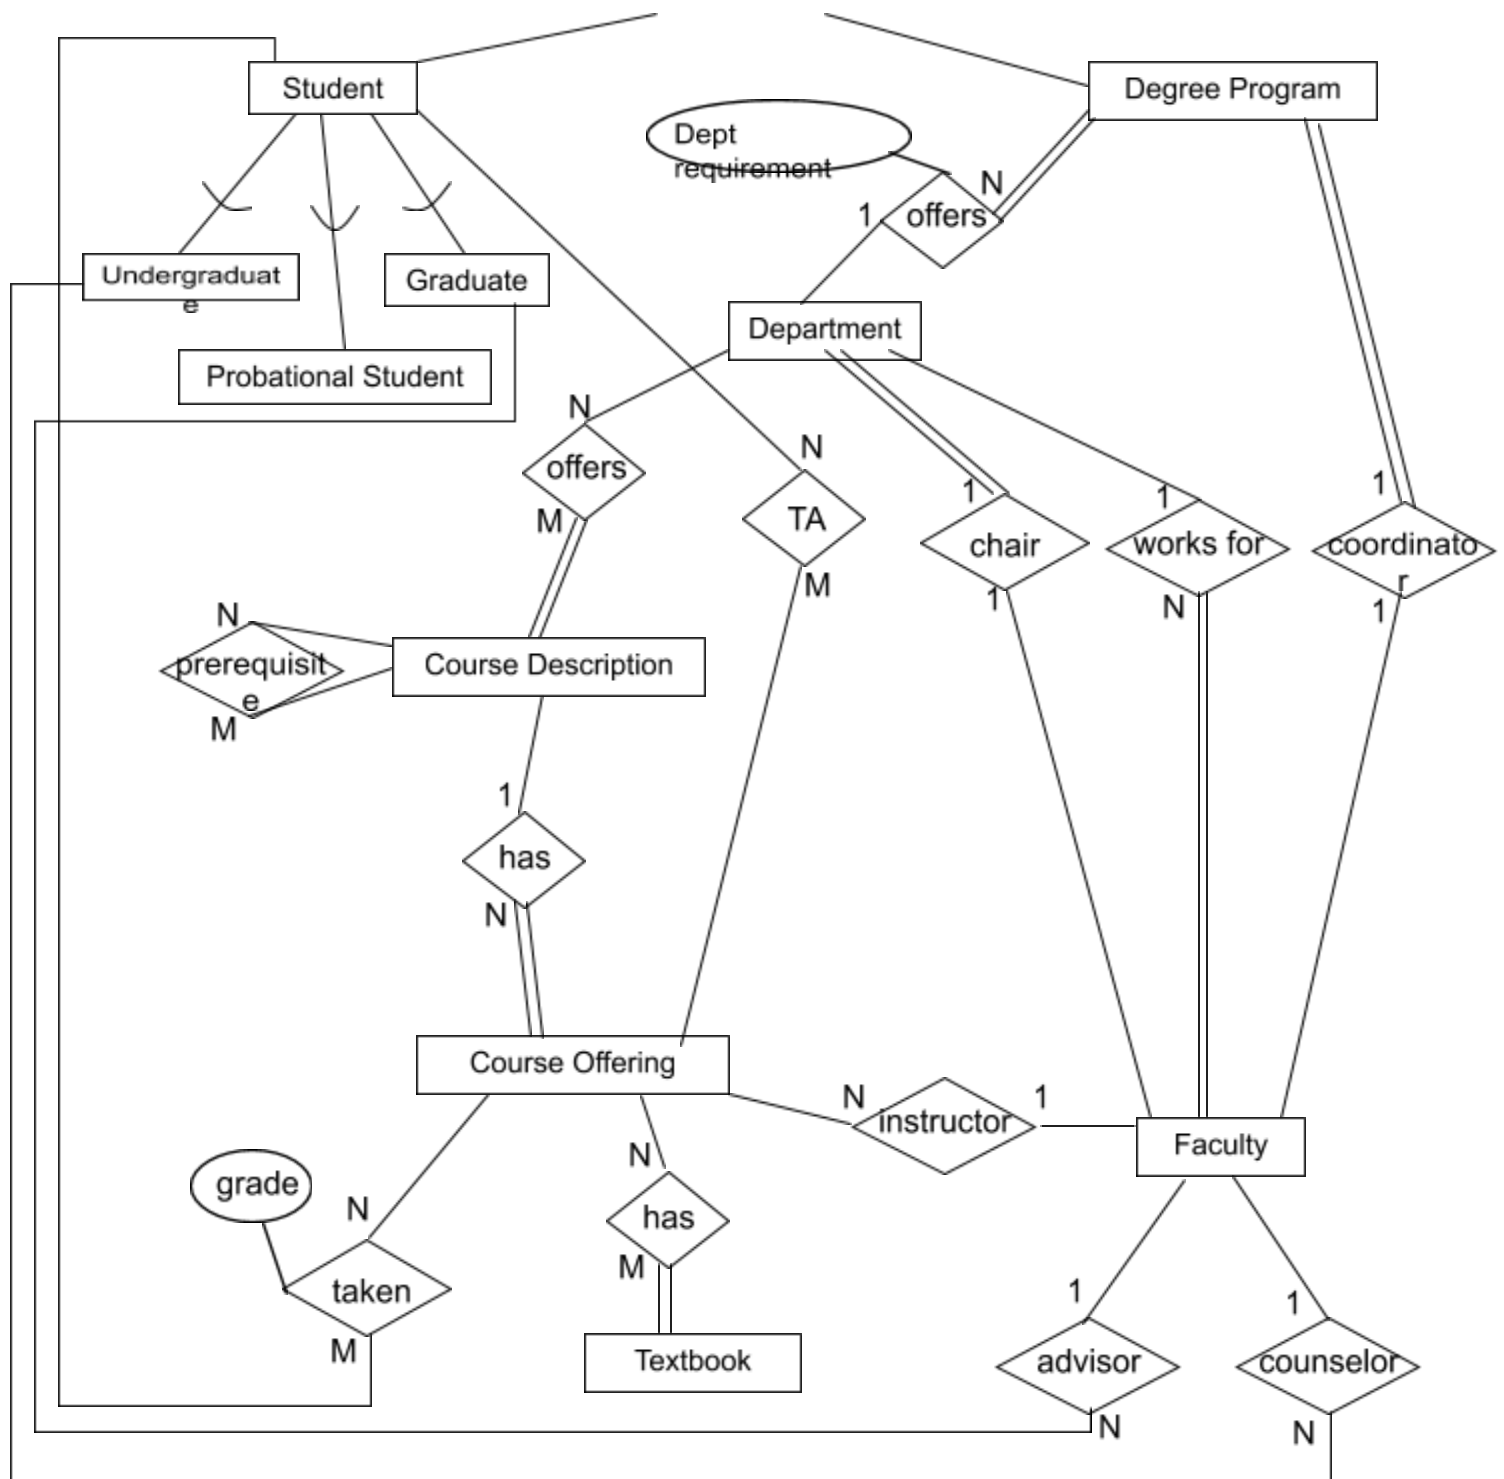 Student
Degree Program
Dept
requirement
N
1
offers
Undergraduat
e
Graduate
Department
Probational Student
N
offers
M
N
TA
M
1
chair
1
1
works for
N
1
coordinato
r
1
N
prerequisit
e
M
Course Description
1
has
N
Course Offering
N
instructor
1
Faculty
grade
N
taken
M
N
has
M
Textbook
1
advisor
N
1
counselor
N